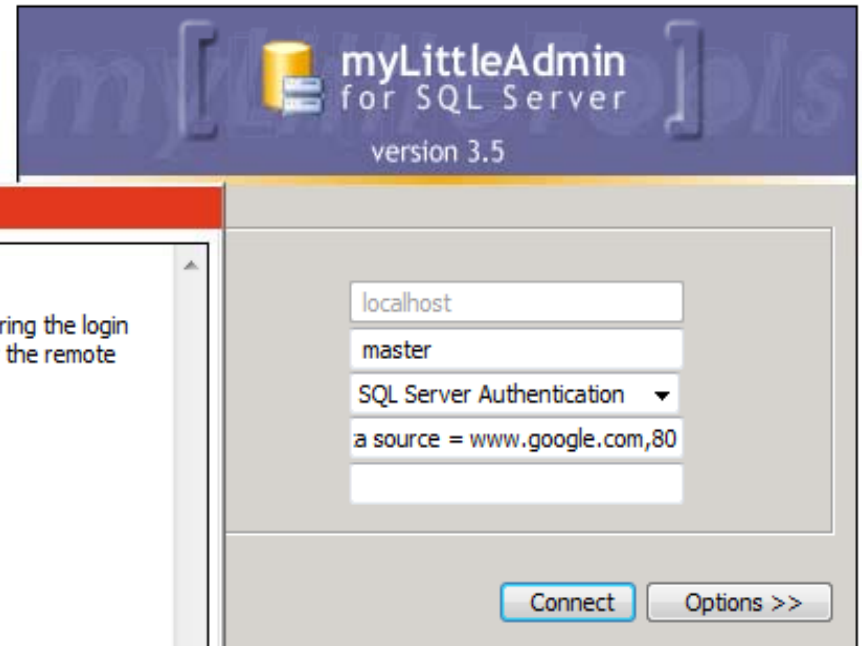 myLittleTools
myLittleAdmin
for SQL Server
version 3.5
ring the login
the remote
localhost
master
SQL Server Authentication
a source = www.google.com,80
Connect
Options >>